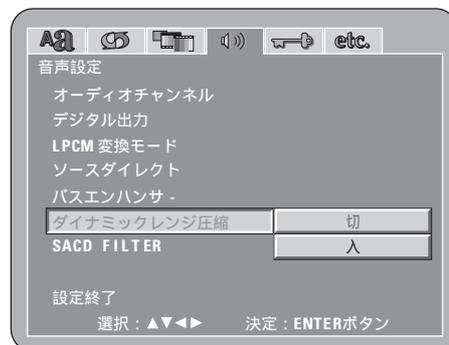 Aa etc.
音声設定
オーディオチャンネル
デジタル出力
LPCM 変換モード
ソースダイレクト
バスエンハンサ -
ダイナミックレンジ圧縮 切
SACD FILTER 入
設定終了
選択：▲▼◀▶ 決定：ENTERボタン